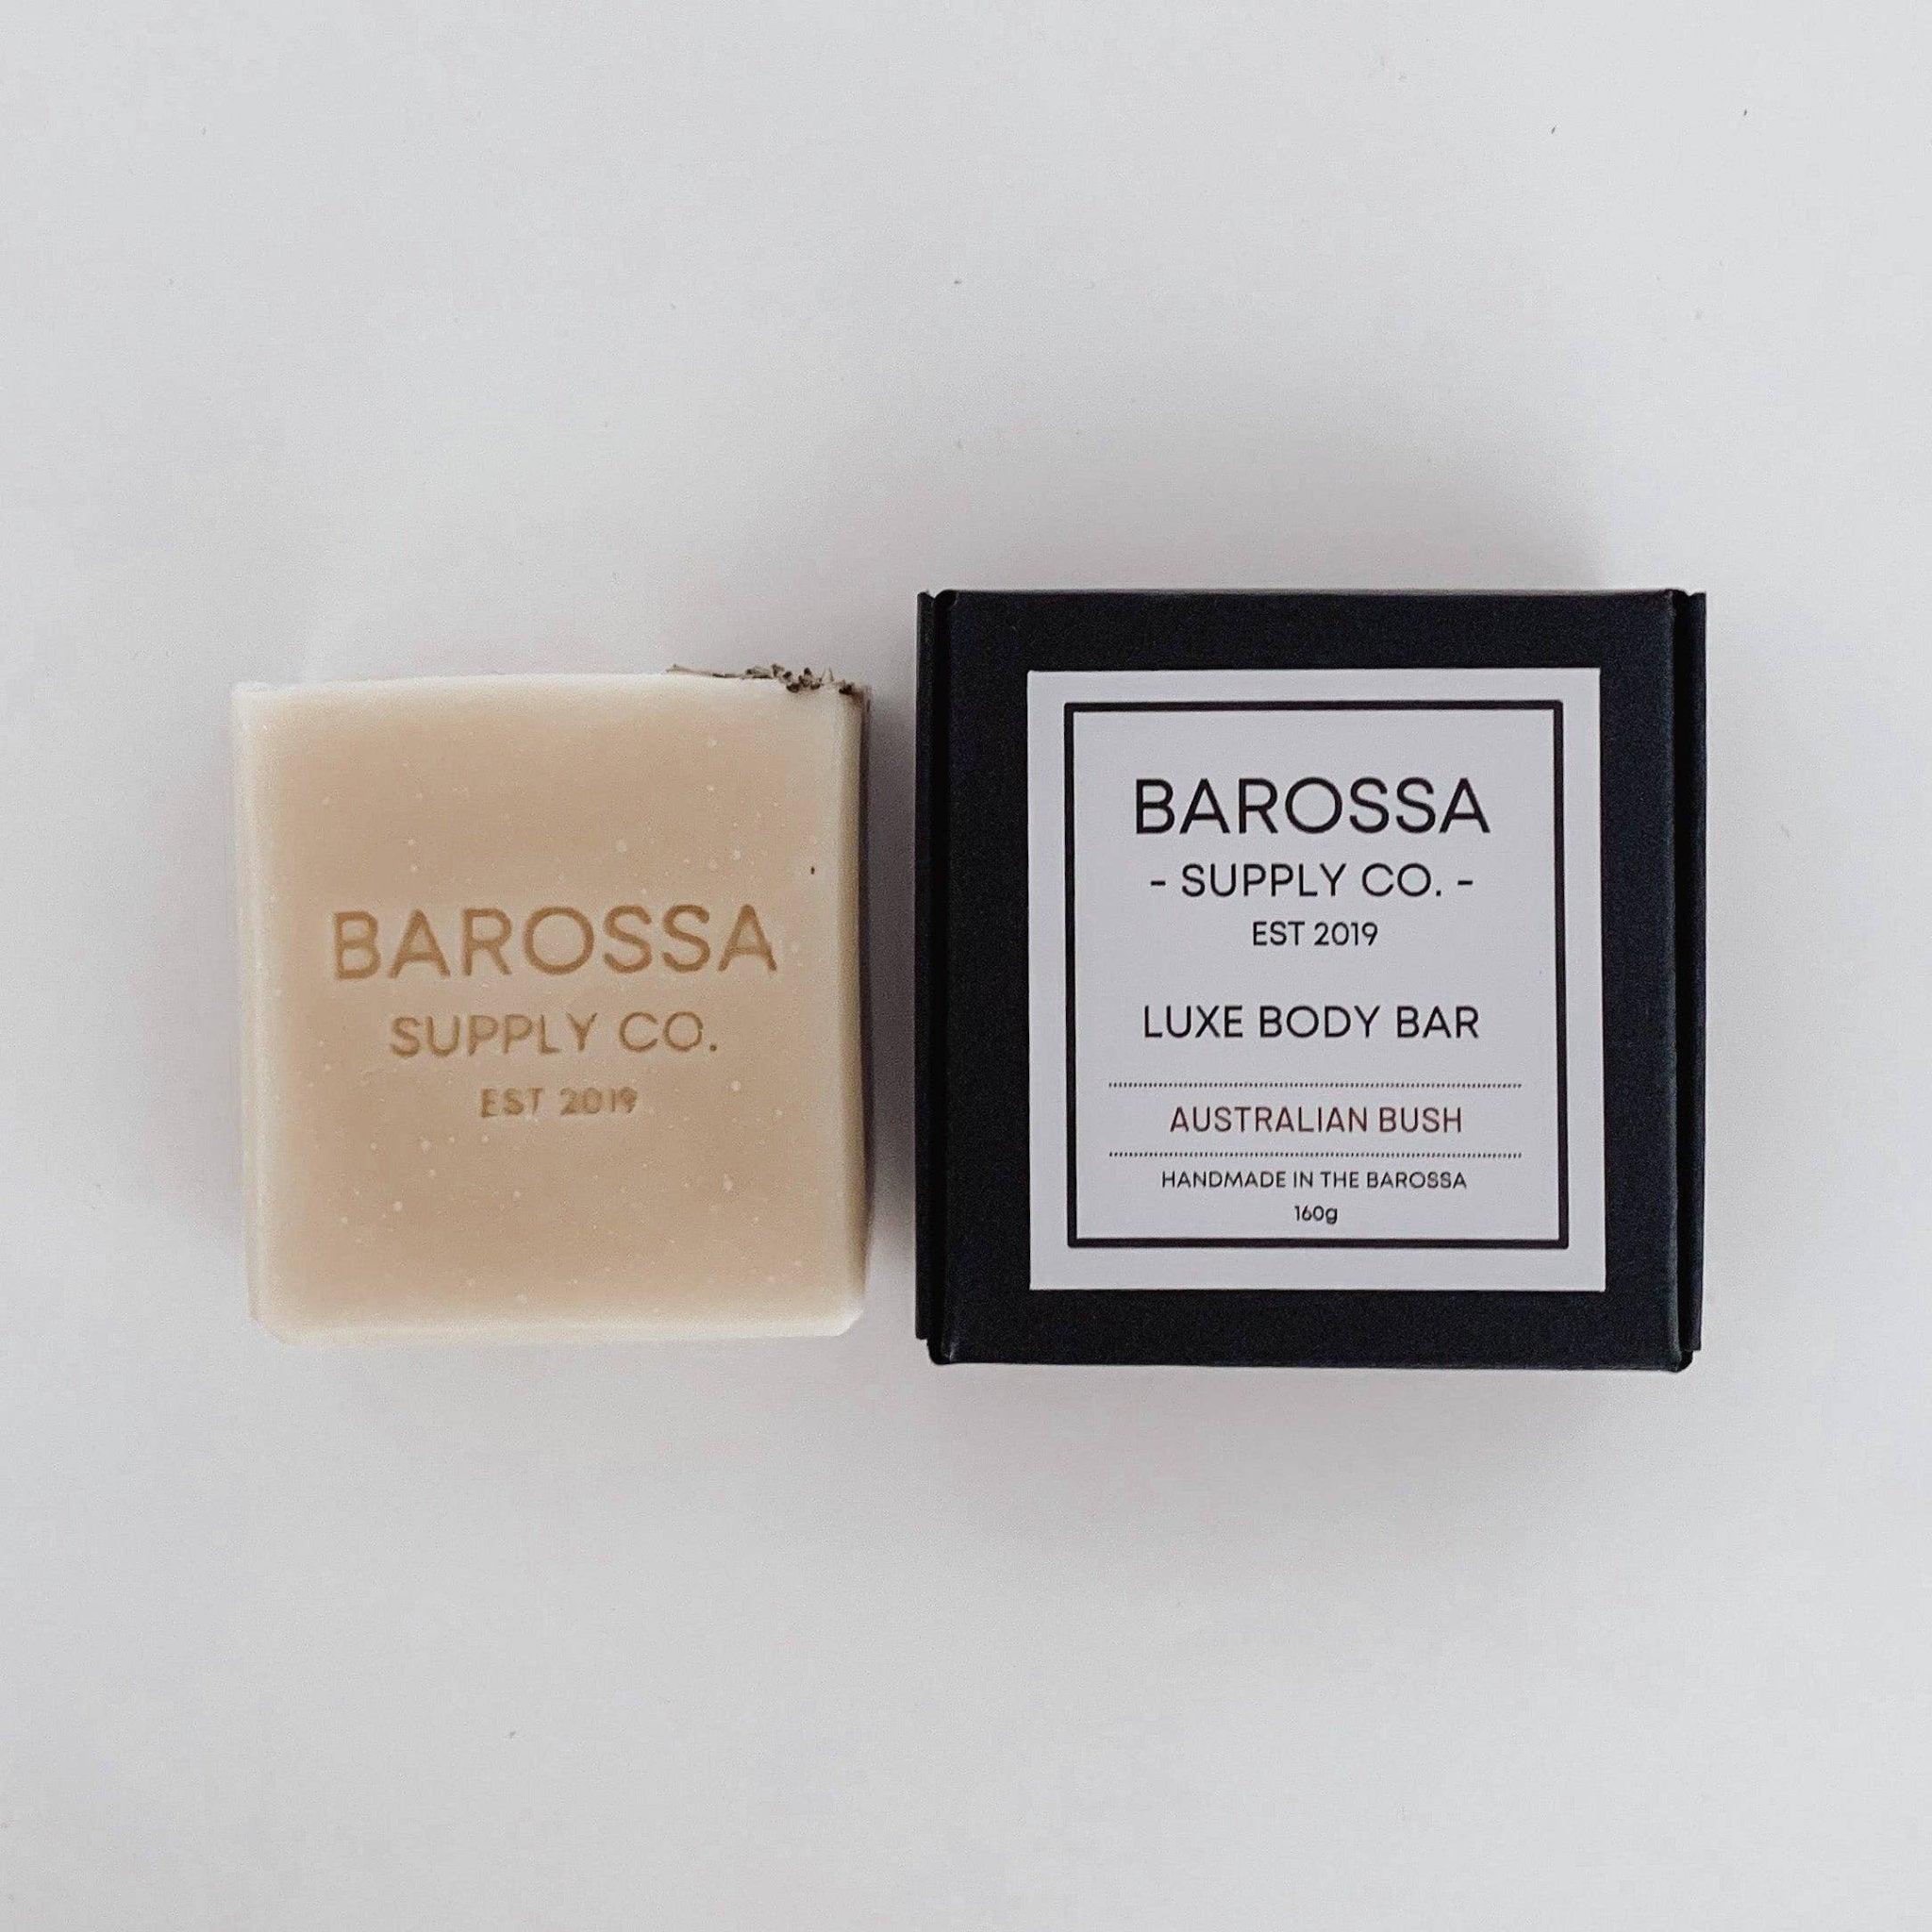 BAROSSA
SUPPLY CO.
EST 2019
BAROSSA
- SUPPLY CO. -
EST 2019
LUXE BODY BAR
AUSTRALIAN BUSH
HANDMADE IN THE BAROSSA
160g